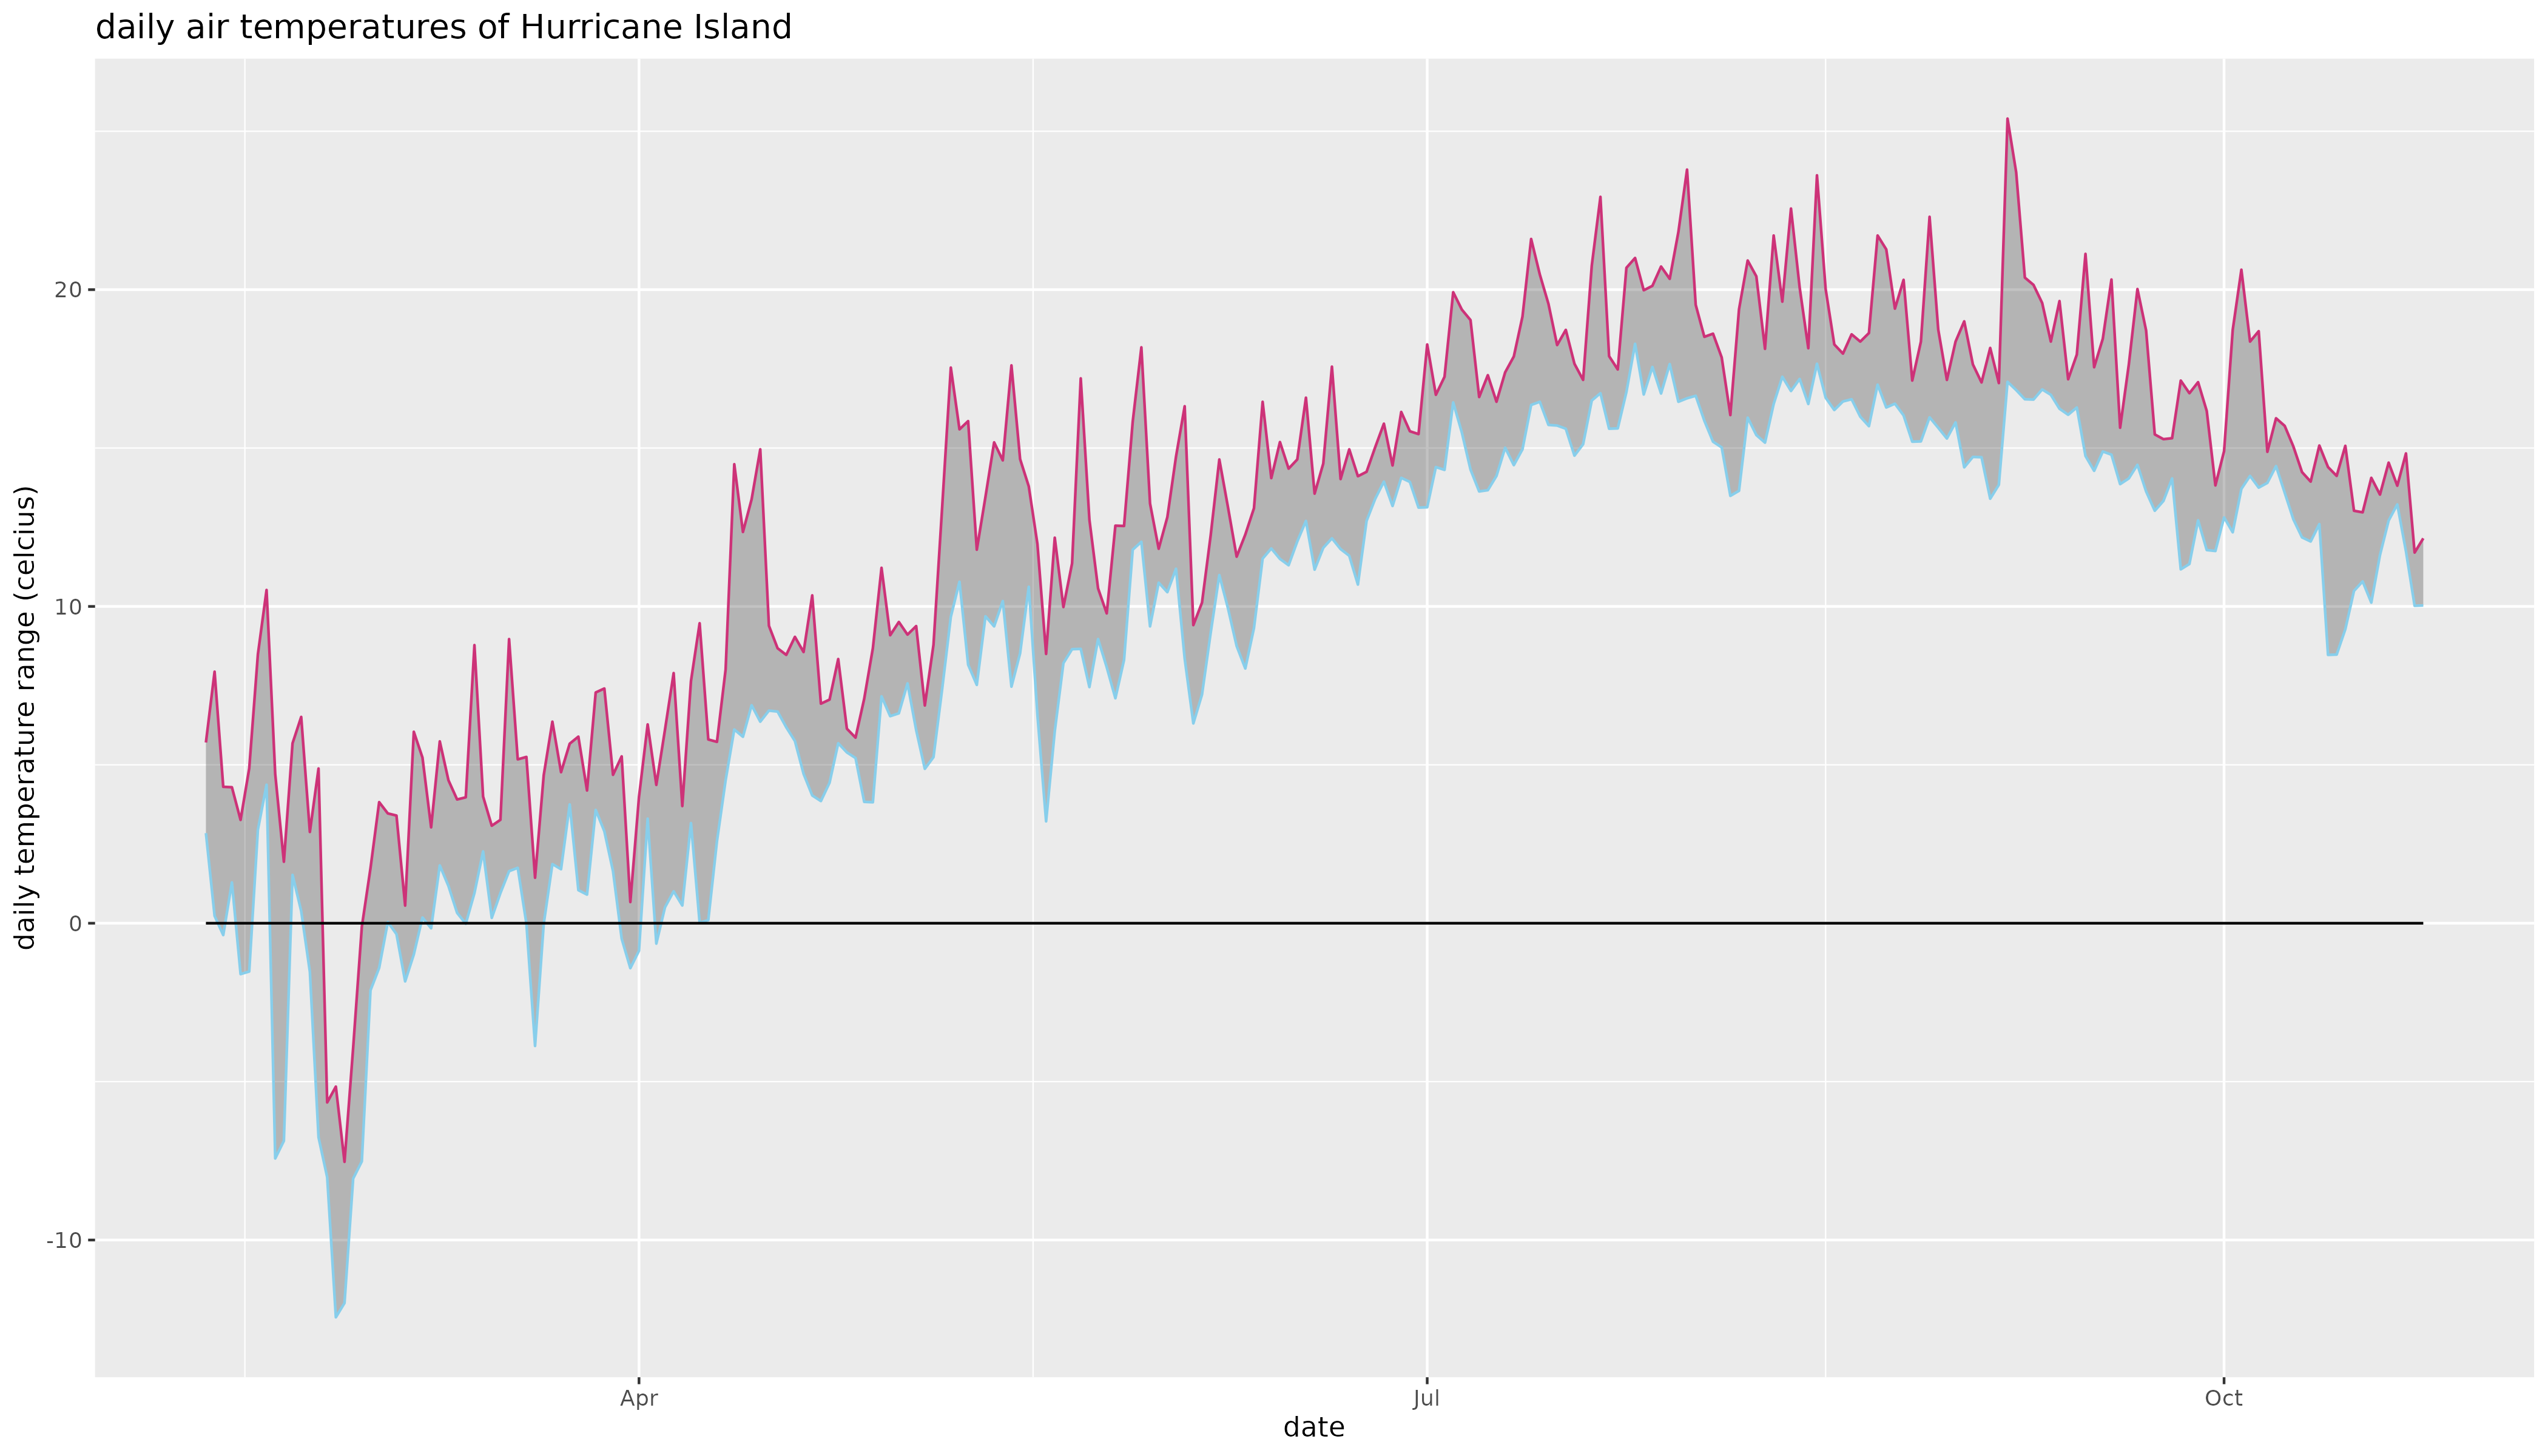 daily air temperatures of Hurricane Island
daily temperature range (celcius)
20
10
0
-10
Apr
Jul
Oct
date